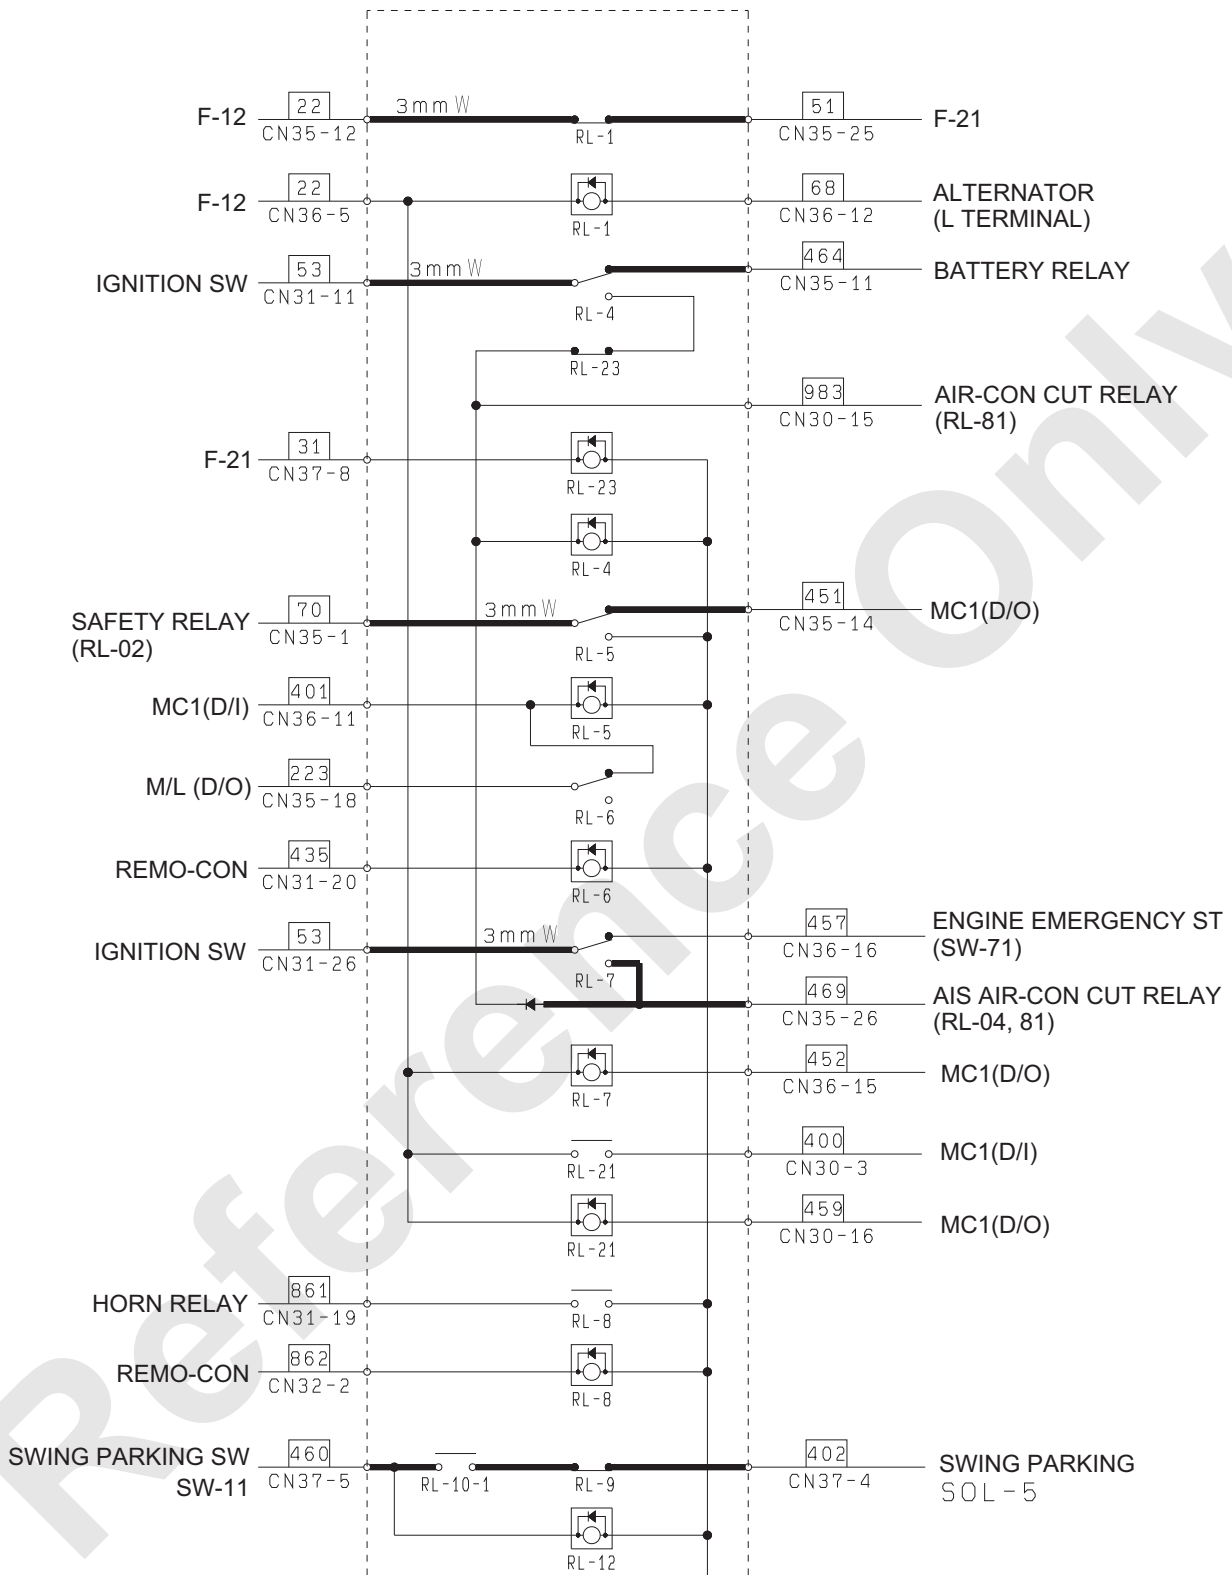 F-12 22 CN35-12 3mmW RL-1 51 CN35-25 F-21
F-12 22 CN36-5 RL-1 68 CN36-12 ALTERNATOR
(L TERMINAL)
IGNITION SW 53 CN31-11 3mmW RL-4 464 CN35-11 BATTERY RELAY
RL-23
983 CN30-15 AIR-CON CUT RELAY
(RL-81)
F-21 31 CN37-8 RL-23
RL-4
SAFETY RELAY
(RL-02)
70 CN35-1 3mmW RL-5 451 CN35-14 MC1(D/O)
MC1(D/I) 401 CN36-11 RL-5
M/L (D/O) 223 CN35-18 RL-6
REMO-CON 435 CN31-20 RL-6
IGNITION SW 53 CN31-26 3mmW RL-7 457 CN36-16 ENGINE EMERGENCY ST
(SW-71)
469 CN35-26 AIS AIR-CON CUT RELAY
(RL-04, 81)
RL-7 452 CN36-15 MC1(D/O)
RL-21 400 CN30-3 MC1(D/I)
RL-21 459 CN30-16 MC1(D/O)
HORN RELAY 861 CN31-19 RL-8
REMO-CON 862 CN32-2 RL-8
SWING PARKING SW
SW-11
460 CN37-5 RL-10-1 RL-9 402 CN37-4 SWING PARKING
SOL-5
RL-12
Reference Only